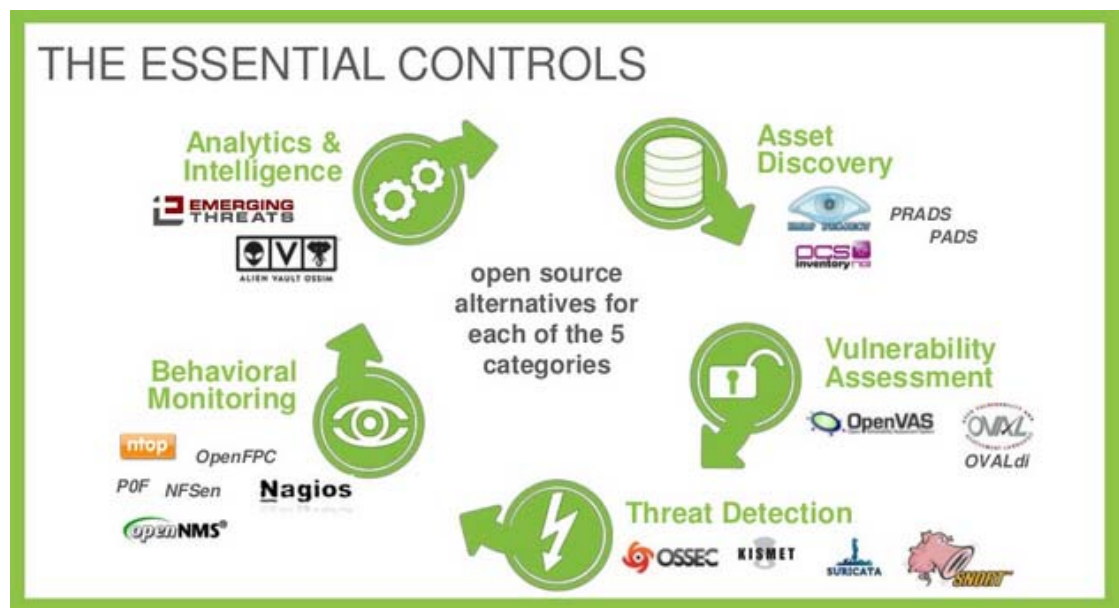 THE ESSENTIAL CONTROLS
Analytics &
Intelligence
EMERGING
THREATS
ALIEN VAULT OSSIM
Asset
Discovery
NMAP PROJECT
PRADS
PADS
OCS
inventory
open source
alternatives for
each of the 5
categories
Vulnerability
Assessment
OpenVAS
OVAL
OVALdi
Behavioral
Monitoring
ntop
OpenFPC
P0F
NFSen
Nagios
openNMS®
Threat Detection
OSSEC
KISMET
SURICATA
SNORT